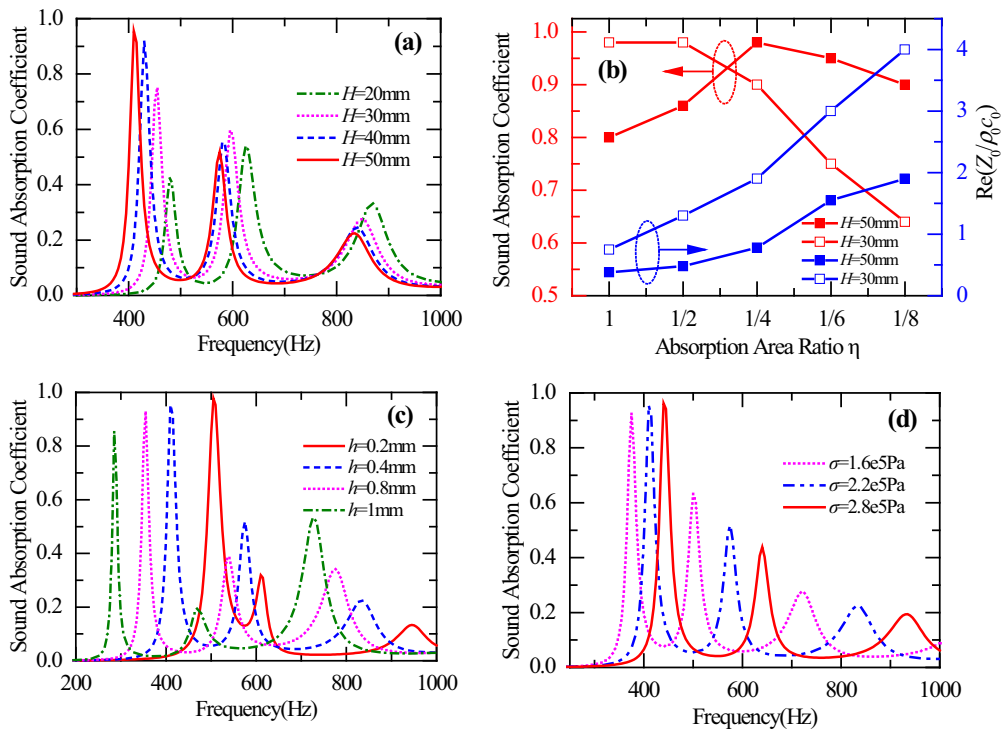 (a)
Sound Absorption Coefficient
1.0
0.8
0.6
0.4
0.2
0.0
H=20mm
H=30mm
H=40mm
H=50mm
400
600
800
1000
Frequency(Hz)
(b)
Sound Absorption Coefficient
1.0
0.9
0.8
0.7
0.6
0.5
4
3
2
1
0
Re(Z₀/ρ₀c₀)
H=50mm
H=30mm
H=50mm
H=30mm
1
1/2
1/4
1/6
1/8
Absorption Area Ratio η
(c)
Sound Absorption Coefficient
1.0
0.8
0.6
0.4
0.2
0.0
h=0.2mm
h=0.4mm
h=0.8mm
h=1mm
200
400
600
800
1000
Frequency(Hz)
(d)
Sound Absorption Coefficient
1.0
0.8
0.6
0.4
0.2
0.0
σ=1.6e5Pa
σ=2.2e5Pa
σ=2.8e5Pa
400
600
800
1000
Frequency(Hz)